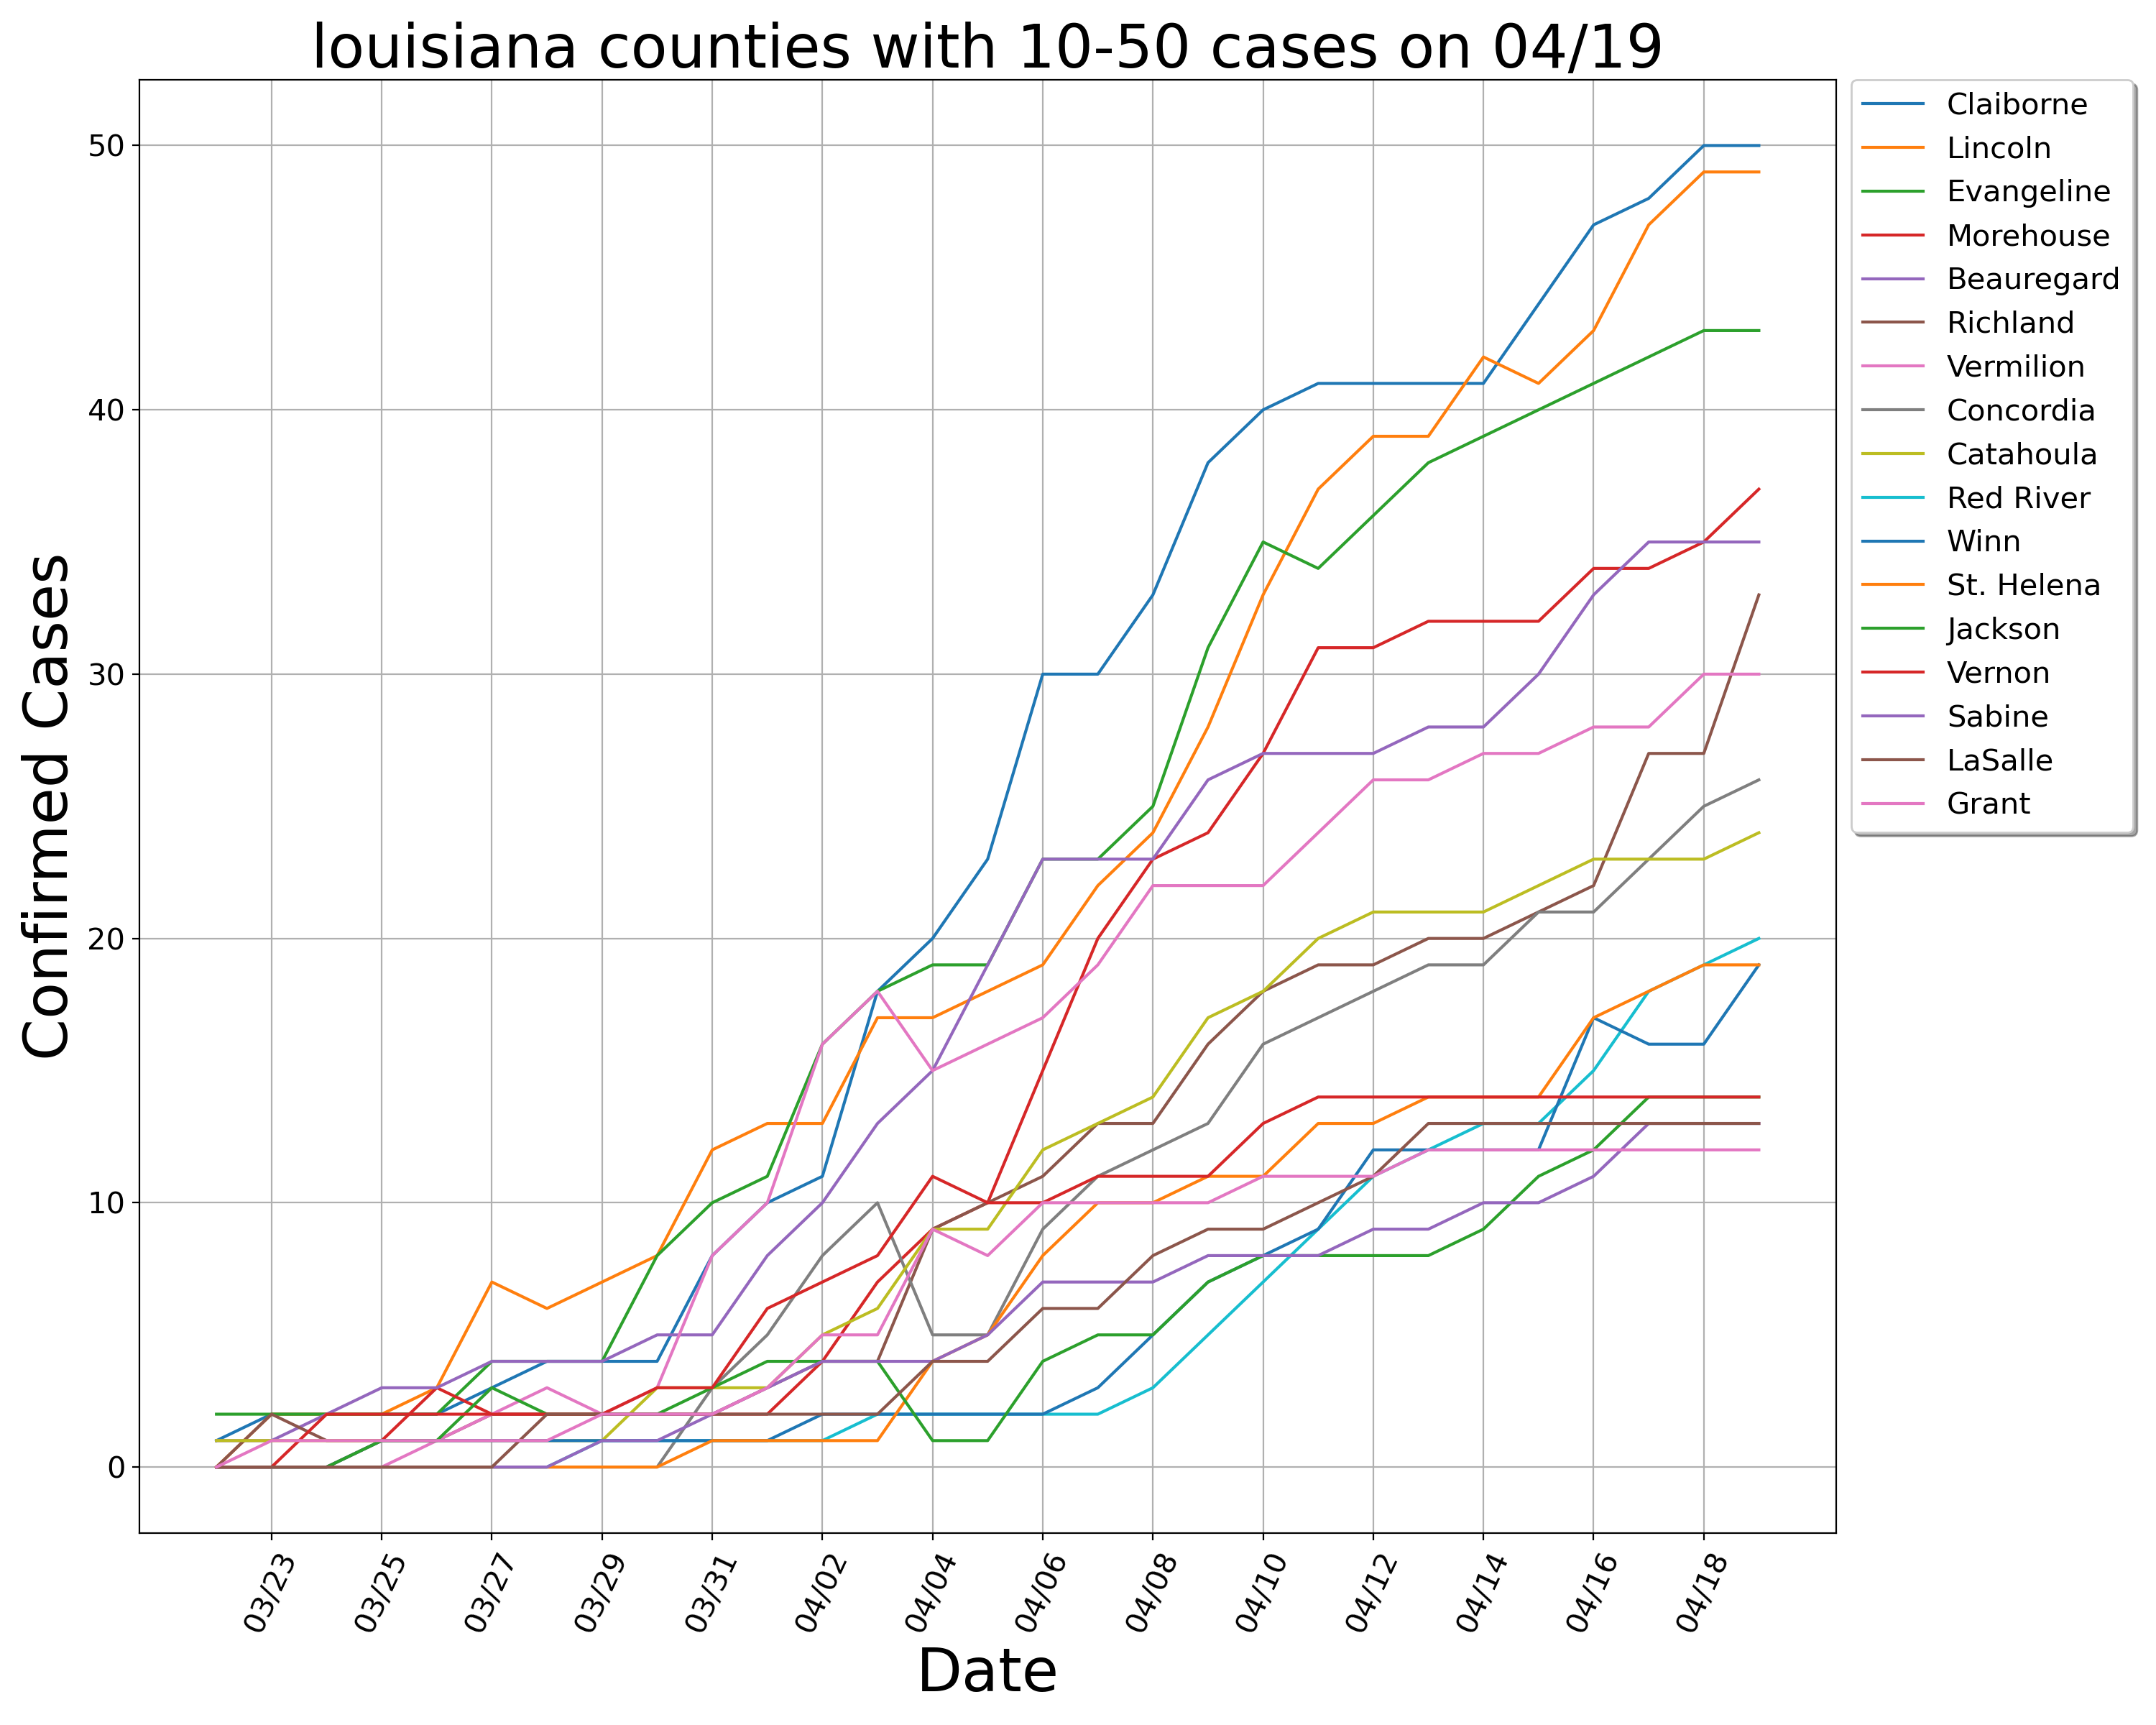 louisiana counties with 10-50 cases on 04/19
Confirmed Cases
50
40
30
20
10
0
03/23
03/25
03/27
03/29
03/31
04/02
04/04
04/06
04/08
04/10
04/12
04/14
04/16
04/18
Date
Claiborne
Lincoln
Evangeline
Morehouse
Beauregard
Richland
Vermilion
Concordia
Catahoula
Red River
Winn
St. Helena
Jackson
Vernon
Sabine
LaSalle
Grant